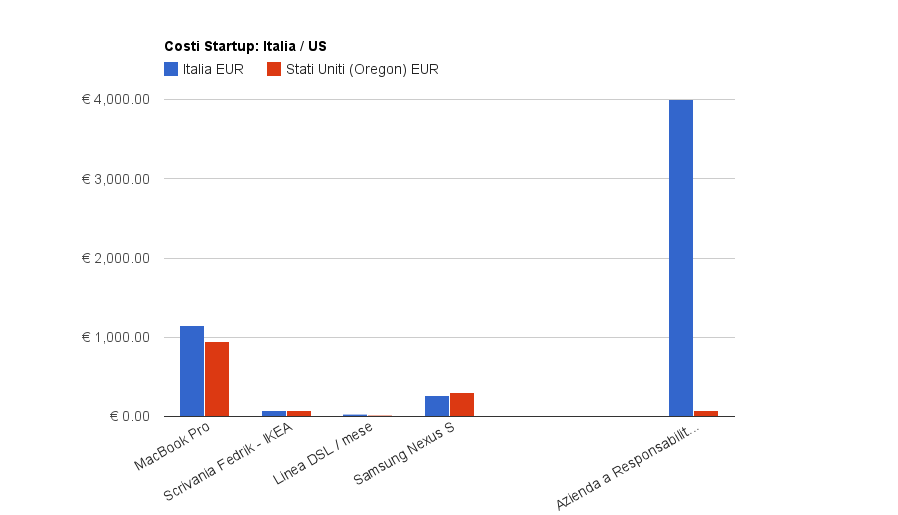 Costi Startup: Italia / US
Italia EUR
Stati Uniti (Oregon) EUR
€ 4,000.00
€ 3,000.00
€ 2,000.00
€ 1,000.00
€ 0.00
MacBook Pro
Scrivania Fedrik - IKEA
Linea DSL / mese
Samsung Nexus S
Azienda a Responsabilit...